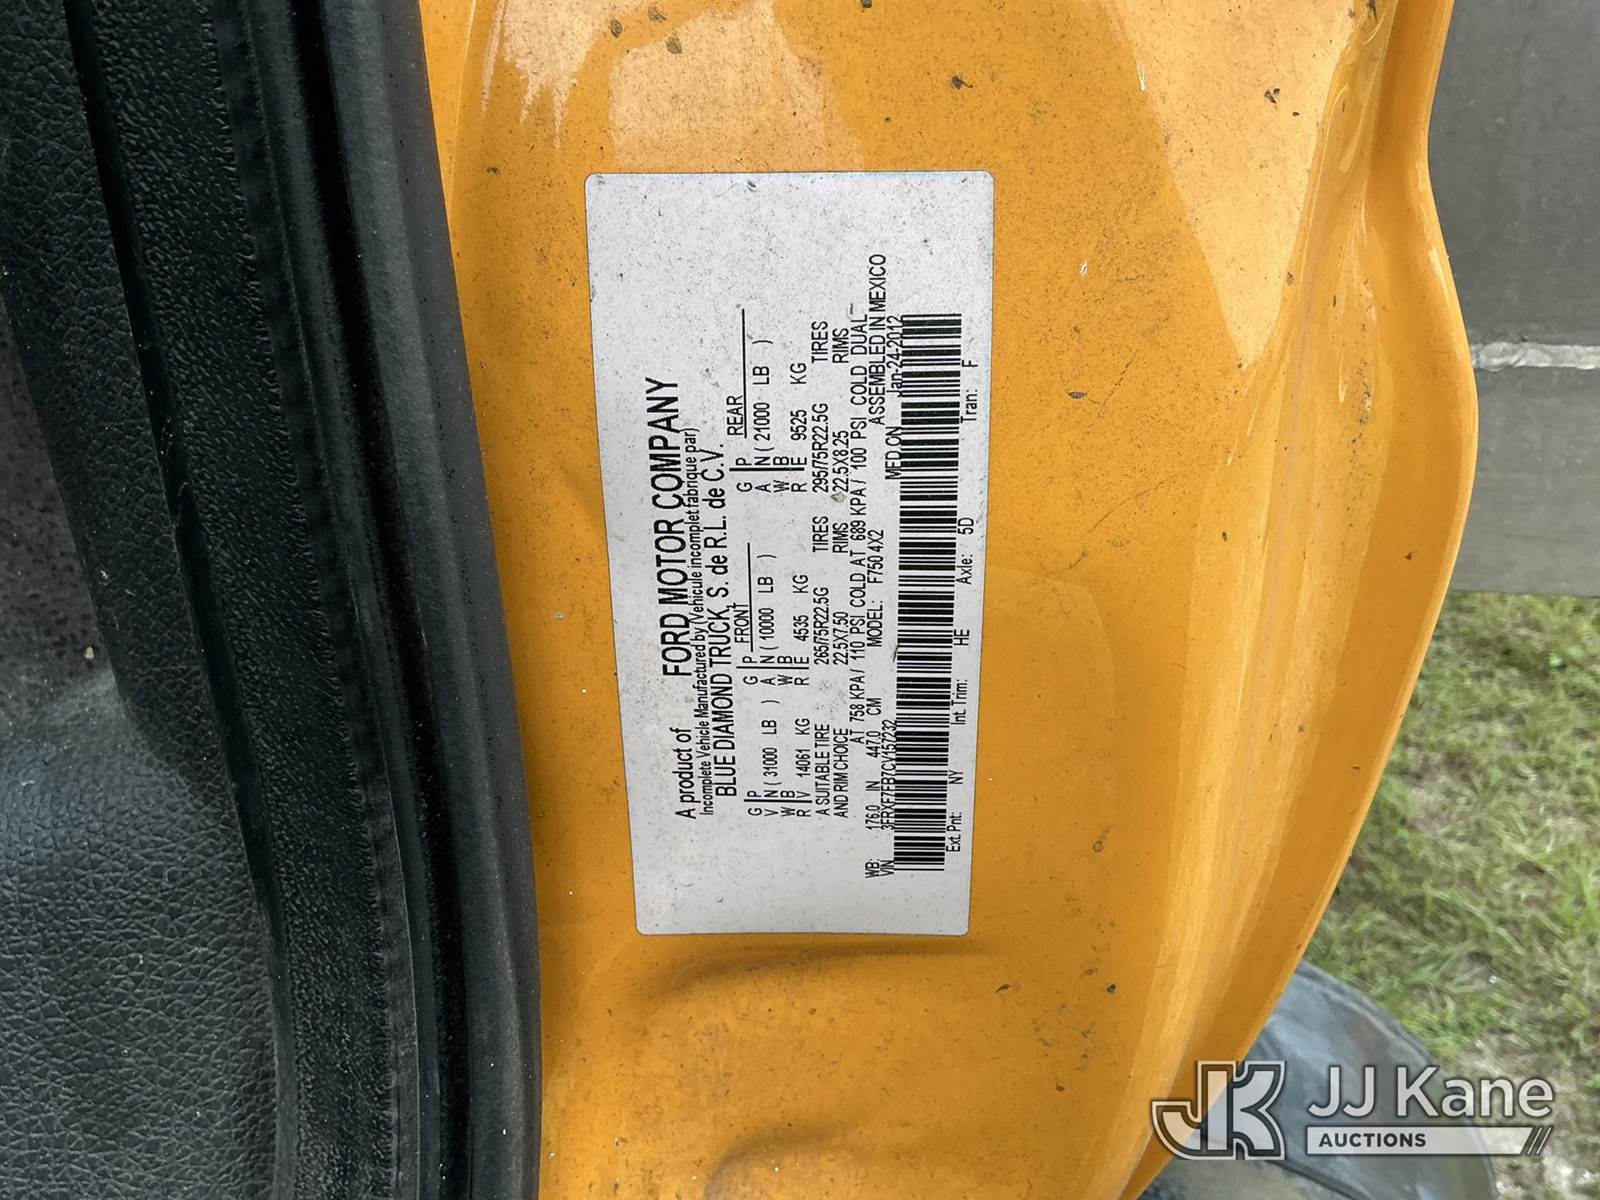 A product of FORD MOTOR COMPANY
Incomplete Vehicle Manufactured by (Vehicule incomplet fabrique par)
BLUE DIAMOND TRUCK, S. de R.L. de C.V.
FRONT REAR
G P G P G P
V N ( 31000 LB ) A N ( 10000 LB ) A N ( 21000 LB )
W B W B W B
R V 14061 KG R E 4535 KG R E 9525 KG
A SUITABLE TIRE 265/75R22.5G TIRES 295/75R22.5G TIRES
AND RIM CHOICE 22.5X7.50 RIMS 22.5X8.25 RIMS
AT 758 KPA/ 110 PSI COLD AT 689 KPA/ 100 PSI COLD DUAL
WB: 176.0 IN 447.0 CM MODEL: F750 4X2 ASSEMBLED IN MEXICO
VIN 3FRXF7FB7CV157232 MED ON Jan-24-2012
Ext. Pnt: NY Int. Trim: HE Axle: 5D Tran: F
JK JJ Kane
AUCTIONS